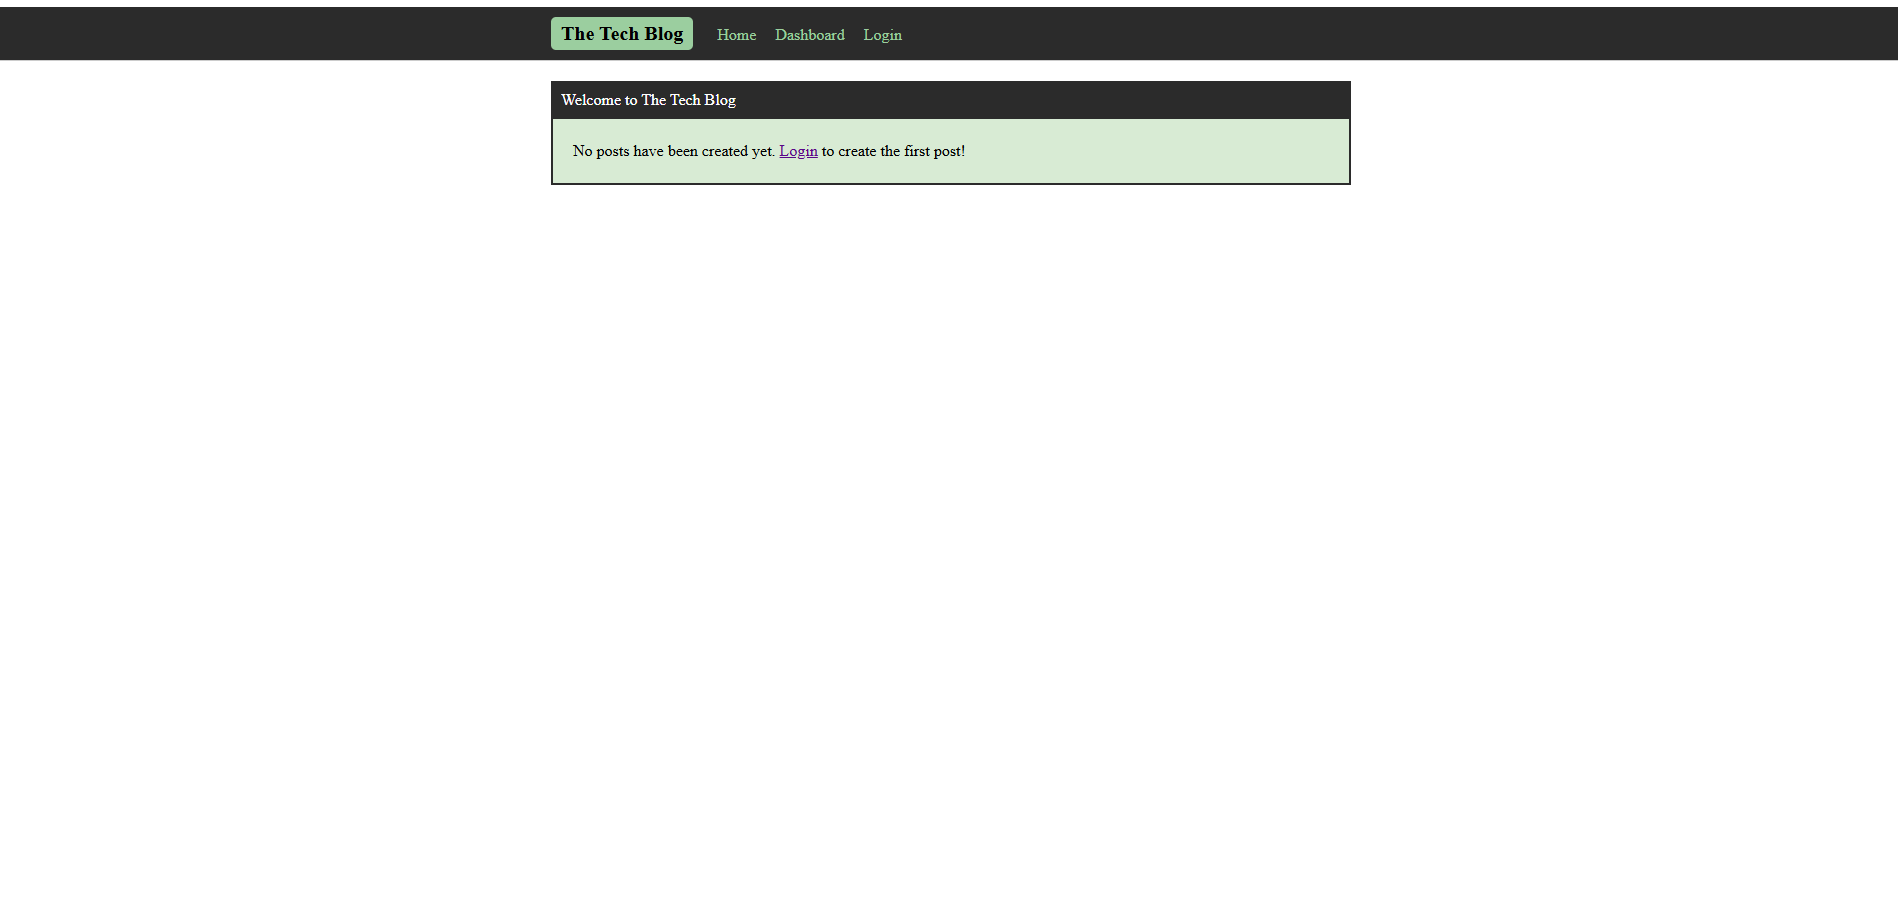 The Tech Blog Home Dashboard Login
Welcome to The Tech Blog
No posts have been created yet. Login to create the first post!